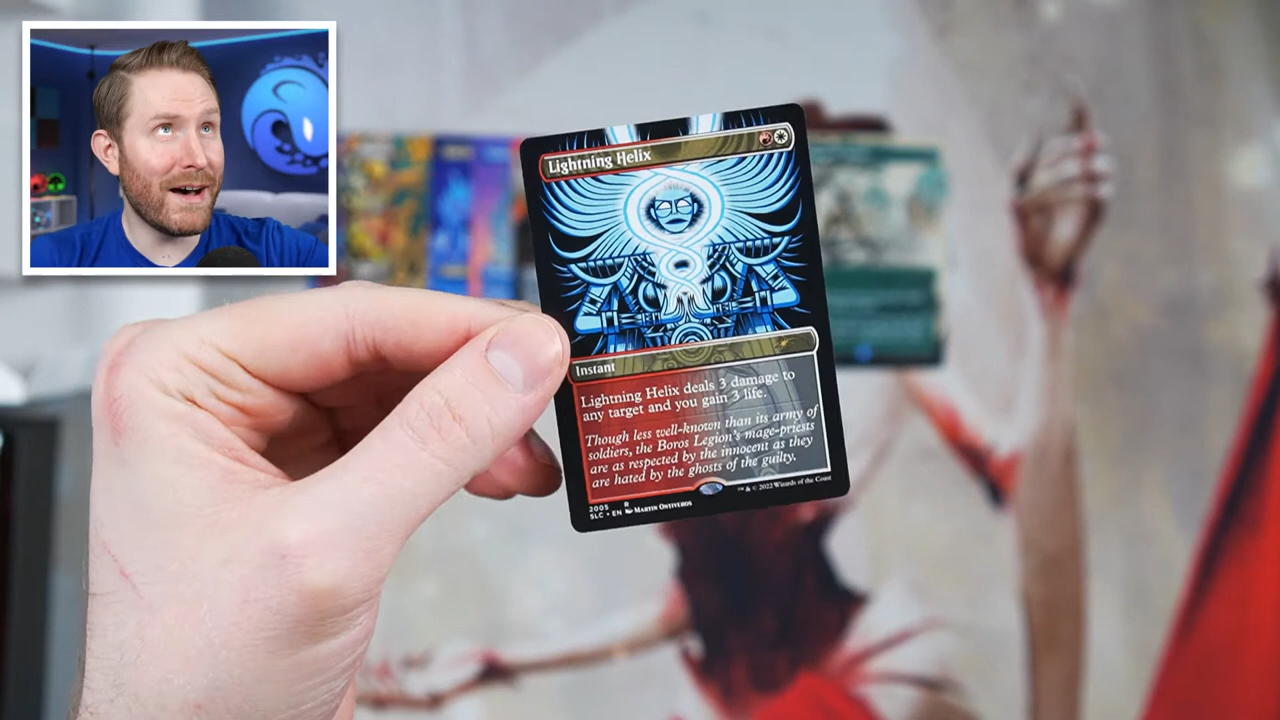 Lightning Helix
Instant
Lightning Helix deals 3 damage to
any target and you gain 3 life.
Though less well-known than its army of
soldiers, the Boros Legion's mage-priests
are as respected by the innocent as they
are hated by the ghosts of the guilty.
2005 R
SLC • EN MARTIN ONTIVEROS
™ & © 2022 Wizards of the Coast